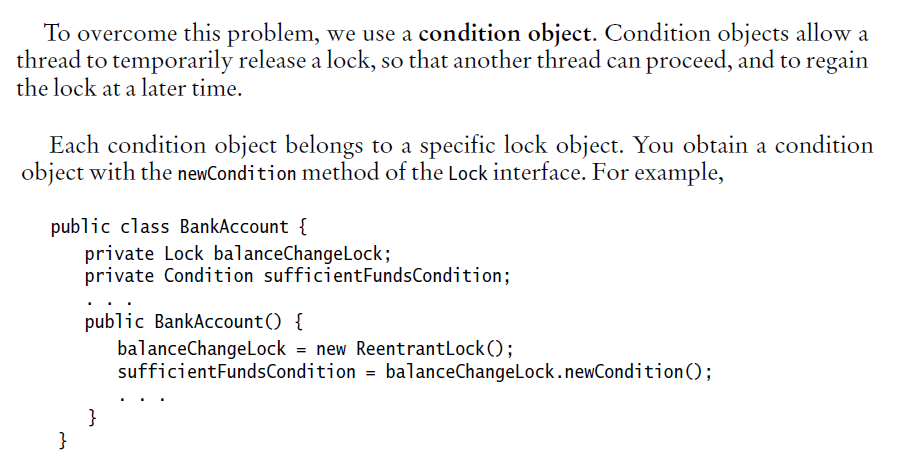 To overcome this problem, we use a condition object. Condition objects allow a
thread to temporarily release a lock, so that another thread can proceed, and to regain
the lock at a later time.
Each condition object belongs to a specific lock object. You obtain a condition
object with the newCondition method of the Lock interface. For example,
public class BankAccount {
private Lock balanceChangeLock;
private Condition sufficientFundsCondition;
. . .
public BankAccount() {
balanceChangeLock = new ReentrantLock();
sufficientFundsCondition = balanceChangeLock.newCondition();
. . .
}
}